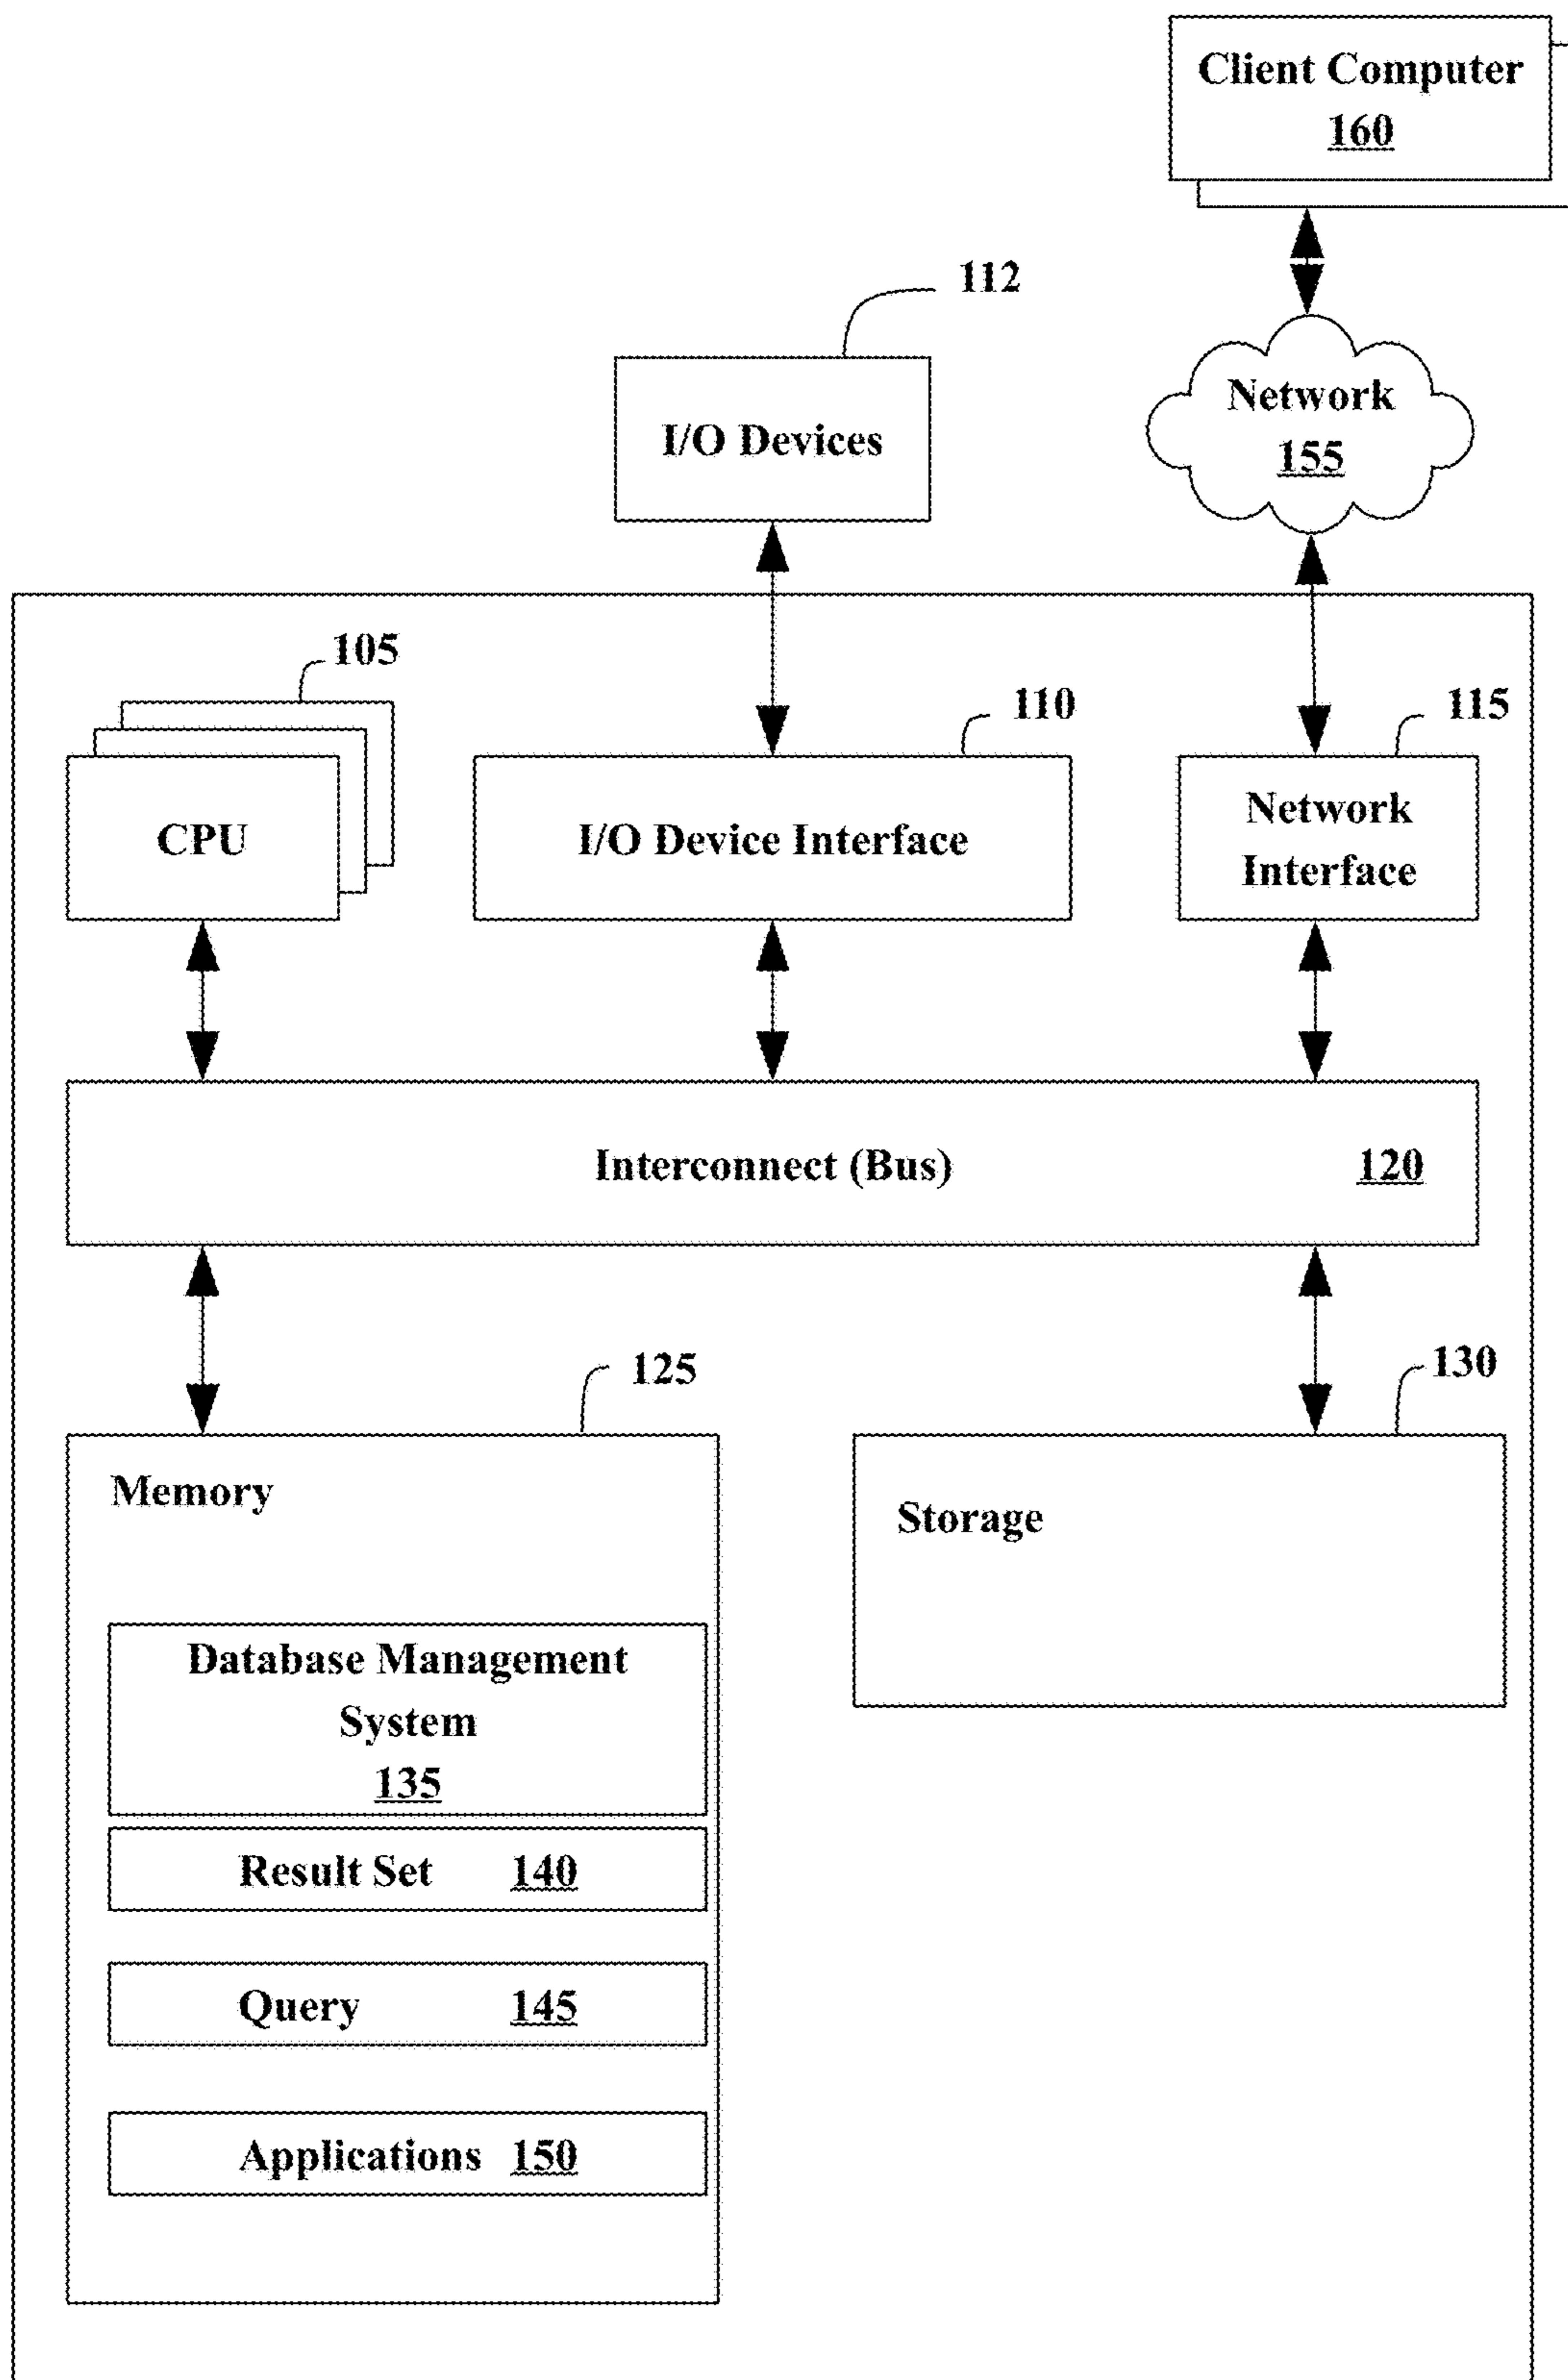 Client Computer
160
112
I/O Devices
Network
155
105
110
115
CPU
I/O Device Interface
Network
Interface
Interconnect (Bus)
120
125
130
Memory
Storage
Database Management
System
135
Result Set 140
Query 145
Applications 150